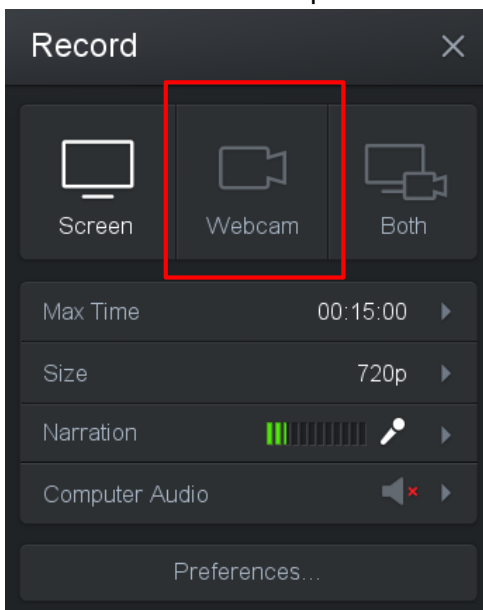 Record
Screen Webcam Both
Max Time 00:15:00
Size 720p
Narration
Computer Audio
Preferences...